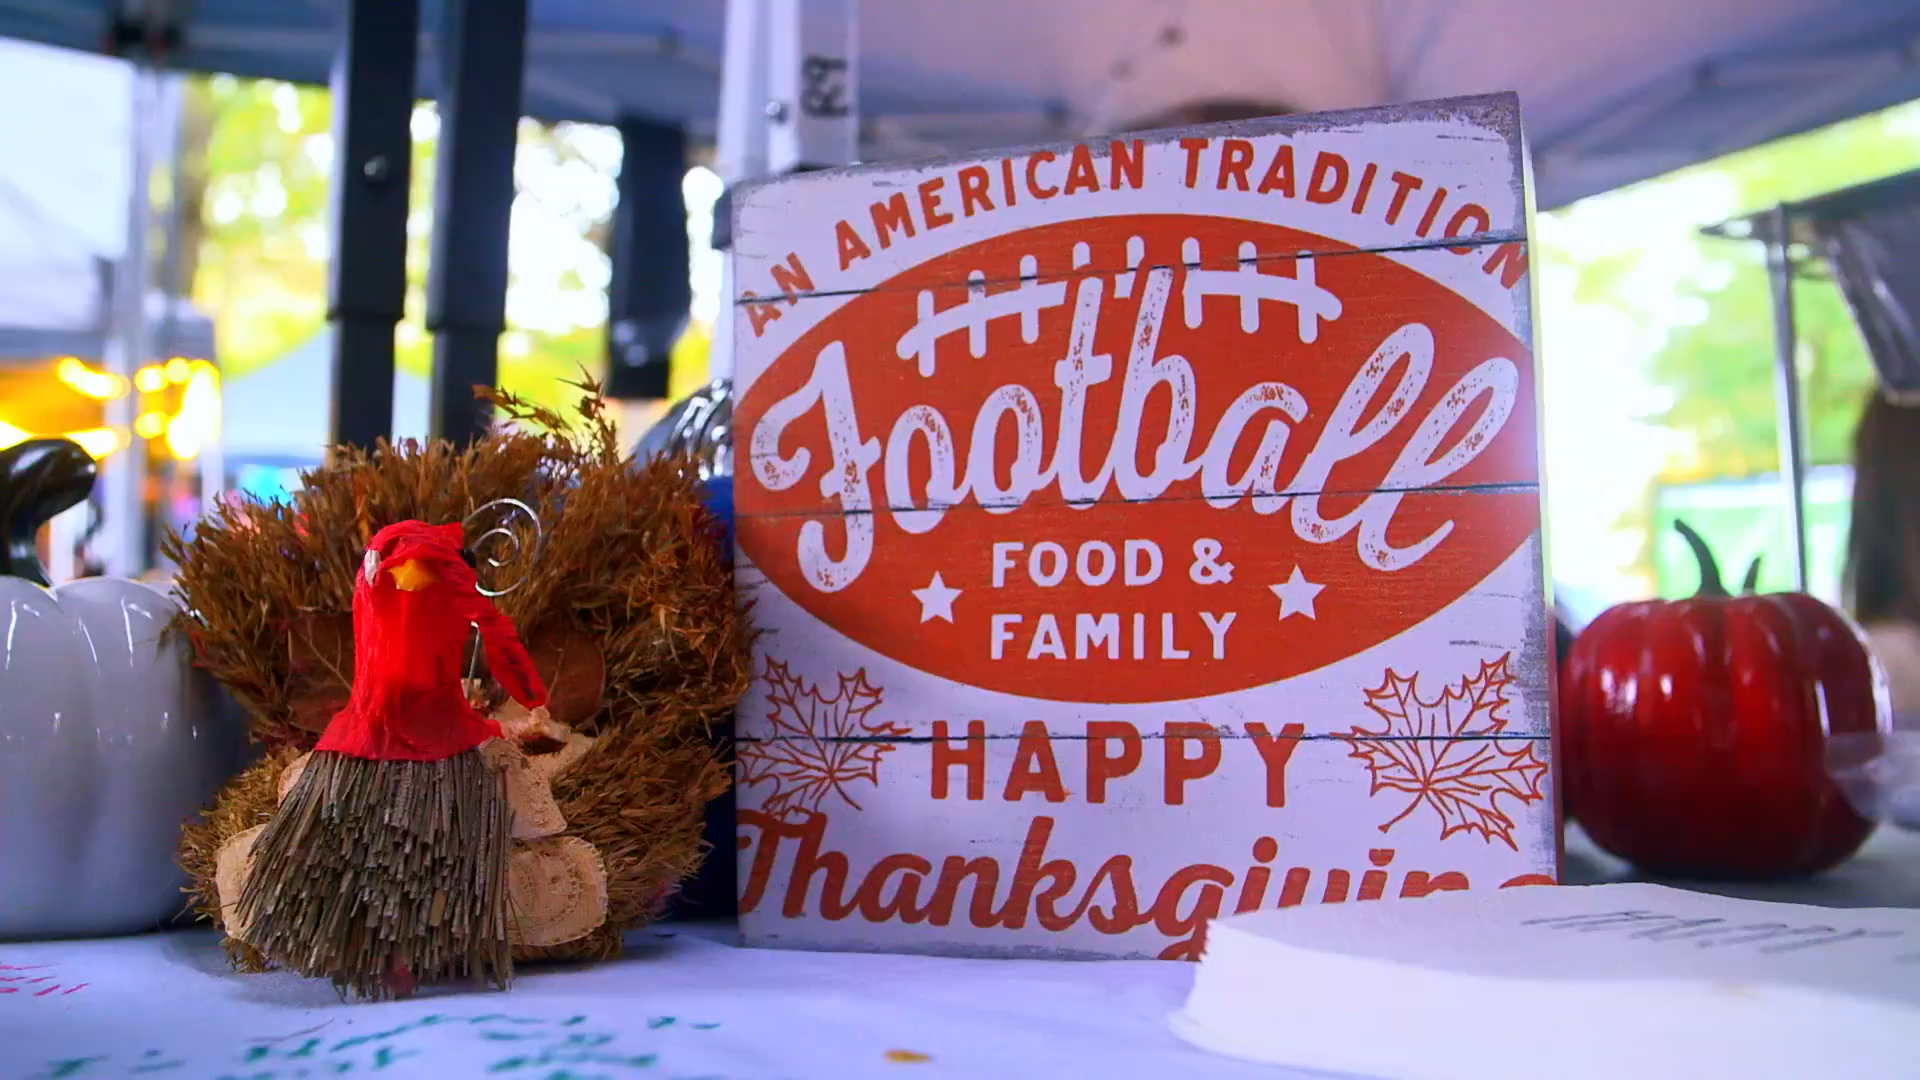 AN AMERICAN TRADITION
Football
FOOD &
FAMILY
HAPPY
Thanksgiving